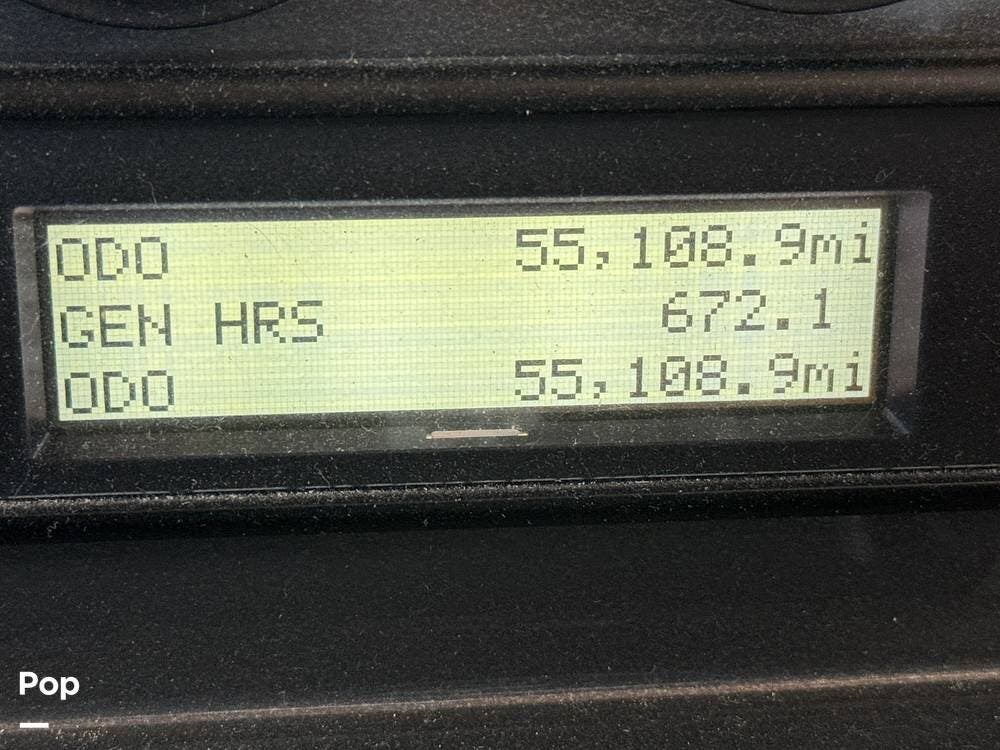 ODO 55,108.9mi
GEN HRS 672.1
ODO 55,108.9mi
Pop